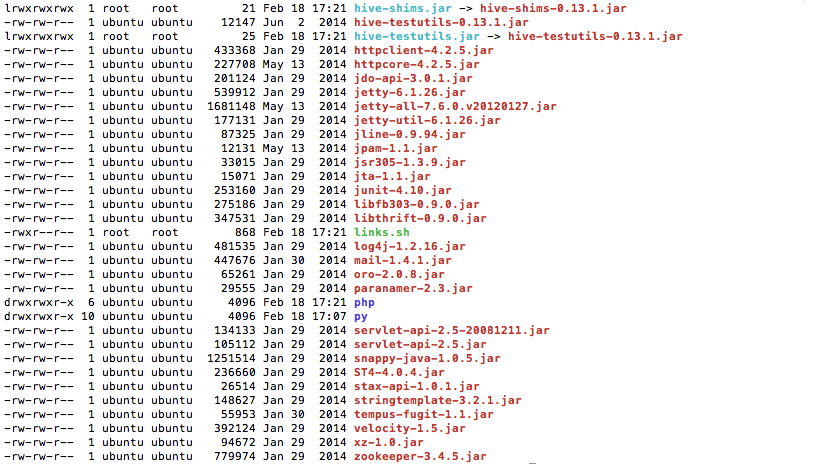 lrwxrwxrwx  1 root   root        21 Feb 18 17:21 hive-shims.jar -> hive-shims-0.13.1.jar
-rw-rw-r--  1 ubuntu ubuntu   12147 Jun  2  2014 hive-testutils-0.13.1.jar
lrwxrwxrwx  1 root   root        25 Feb 18 17:21 hive-testutils.jar -> hive-testutils-0.13.1.jar
-rw-rw-r--  1 ubuntu ubuntu  433368 Jan 29  2014 httpclient-4.2.5.jar
-rw-rw-r--  1 ubuntu ubuntu  227708 May 13  2014 httpcore-4.2.5.jar
-rw-rw-r--  1 ubuntu ubuntu  201124 Jan 29  2014 jdo-api-3.0.1.jar
-rw-rw-r--  1 ubuntu ubuntu  539912 Jan 29  2014 jetty-6.1.26.jar
-rw-rw-r--  1 ubuntu ubuntu 1681148 May 13  2014 jetty-all-7.6.0.v20120127.jar
-rw-rw-r--  1 ubuntu ubuntu  177131 Jan 29  2014 jetty-util-6.1.26.jar
-rw-rw-r--  1 ubuntu ubuntu   87325 Jan 29  2014 jline-0.9.94.jar
-rw-rw-r--  1 ubuntu ubuntu   12131 May 13  2014 jpam-1.1.jar
-rw-rw-r--  1 ubuntu ubuntu   33015 Jan 29  2014 jsr305-1.3.9.jar
-rw-rw-r--  1 ubuntu ubuntu   15071 Jan 29  2014 jta-1.1.jar
-rw-rw-r--  1 ubuntu ubuntu  253160 Jan 29  2014 junit-4.10.jar
-rw-rw-r--  1 ubuntu ubuntu  275186 Jan 29  2014 libfb303-0.9.0.jar
-rw-rw-r--  1 ubuntu ubuntu  347531 Jan 29  2014 libthrift-0.9.0.jar
-rwxr--r--  1 root   root       868 Feb 18 17:21 links.sh
-rw-rw-r--  1 ubuntu ubuntu  481535 Jan 29  2014 log4j-1.2.16.jar
-rw-rw-r--  1 ubuntu ubuntu  447676 Jan 30  2014 mail-1.4.1.jar
-rw-rw-r--  1 ubuntu ubuntu   65261 Jan 29  2014 oro-2.0.8.jar
-rw-rw-r--  1 ubuntu ubuntu   29555 Jan 29  2014 paranamer-2.3.jar
drwxrwxr-x  6 ubuntu ubuntu    4096 Feb 18 17:21 php
drwxrwxr-x 10 ubuntu ubuntu    4096 Feb 18 17:07 py
-rw-rw-r--  1 ubuntu ubuntu  134133 Jan 29  2014 servlet-api-2.5-20081211.jar
-rw-rw-r--  1 ubuntu ubuntu  105112 Jan 29  2014 servlet-api-2.5.jar
-rw-rw-r--  1 ubuntu ubuntu 1251514 Jan 29  2014 snappy-java-1.0.5.jar
-rw-rw-r--  1 ubuntu ubuntu  236660 Jan 29  2014 ST4-4.0.4.jar
-rw-rw-r--  1 ubuntu ubuntu   26514 Jan 29  2014 stax-api-1.0.1.jar
-rw-rw-r--  1 ubuntu ubuntu  148627 Jan 29  2014 stringtemplate-3.2.1.jar
-rw-rw-r--  1 ubuntu ubuntu   55953 Jan 30  2014 tempus-fugit-1.1.jar
-rw-rw-r--  1 ubuntu ubuntu  392124 Jan 29  2014 velocity-1.5.jar
-rw-rw-r--  1 ubuntu ubuntu   94672 Jan 29  2014 xz-1.0.jar
-rw-rw-r--  1 ubuntu ubuntu  779974 Jan 29  2014 zookeeper-3.4.5.jar